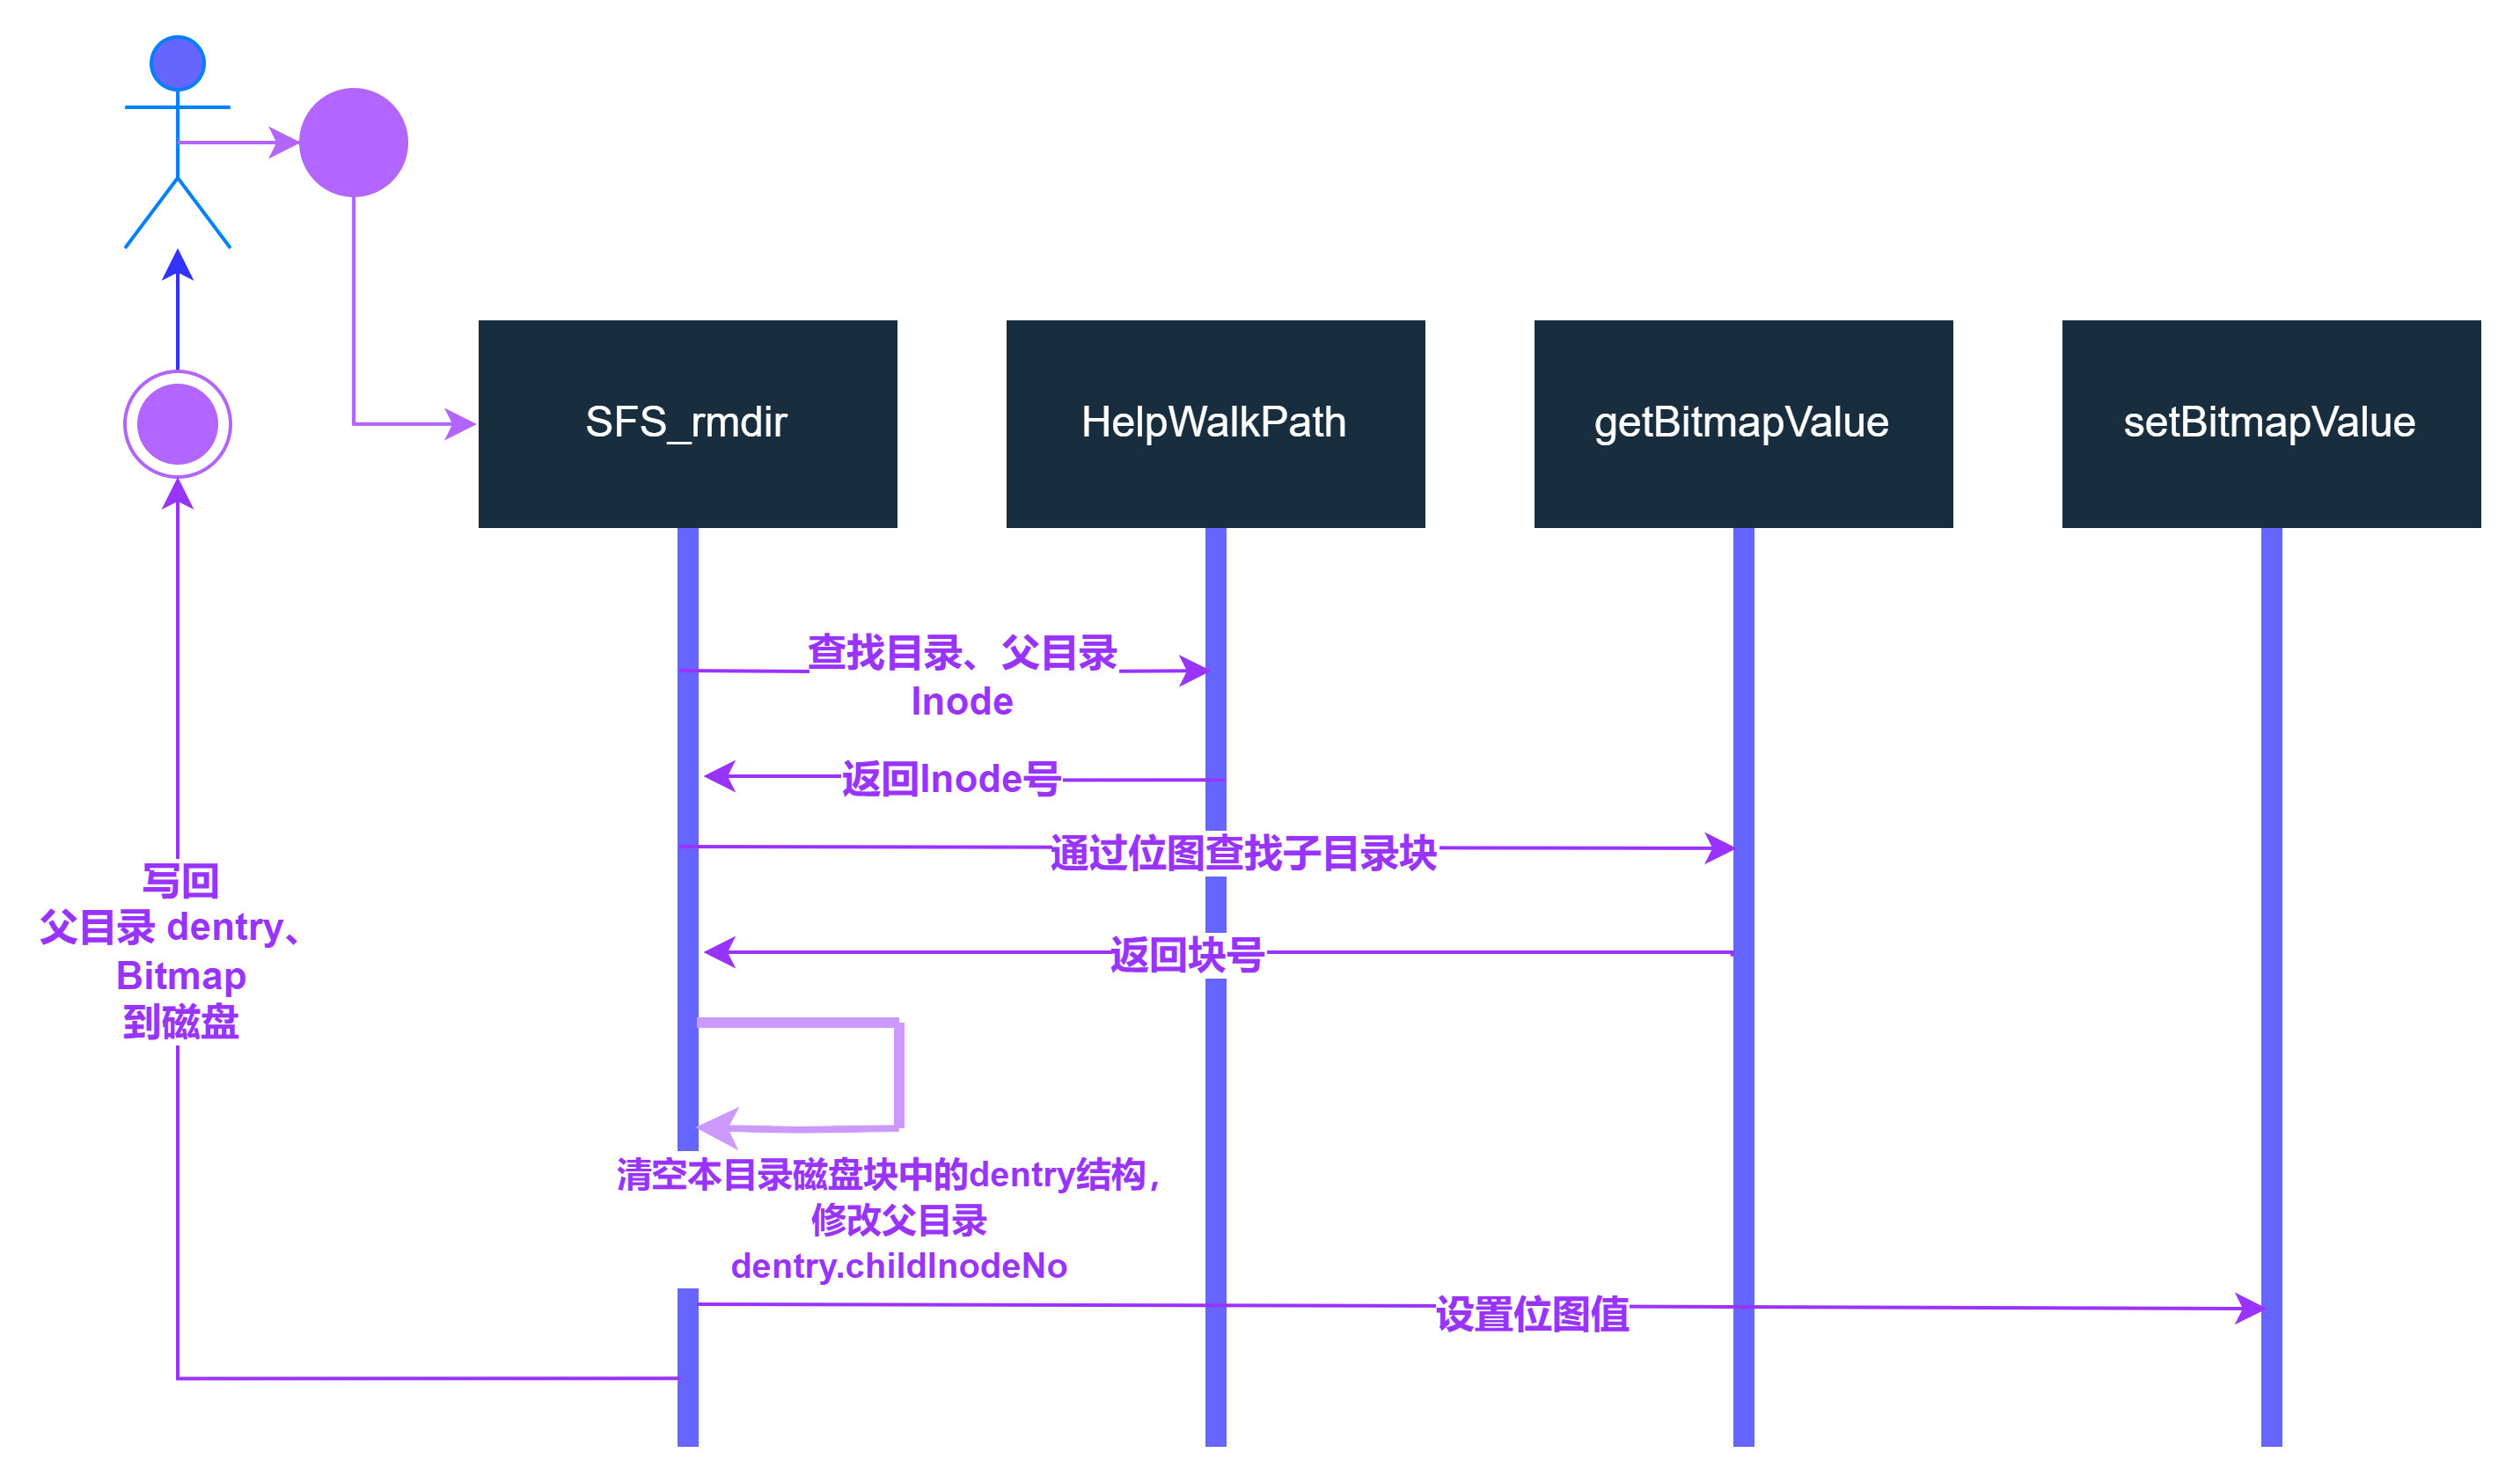 SFS_rmdir
HelpWalkPath
getBitmapValue
setBitmapValue
查找目录、父目录
Inode
返回Inode号
通过位图查找子目录块
返回块号
写回
父目录 dentry、
Bitmap
到磁盘
清空本目录磁盘块中的dentry结构,
修改父目录
dentry.childInodeNo
设置位图值